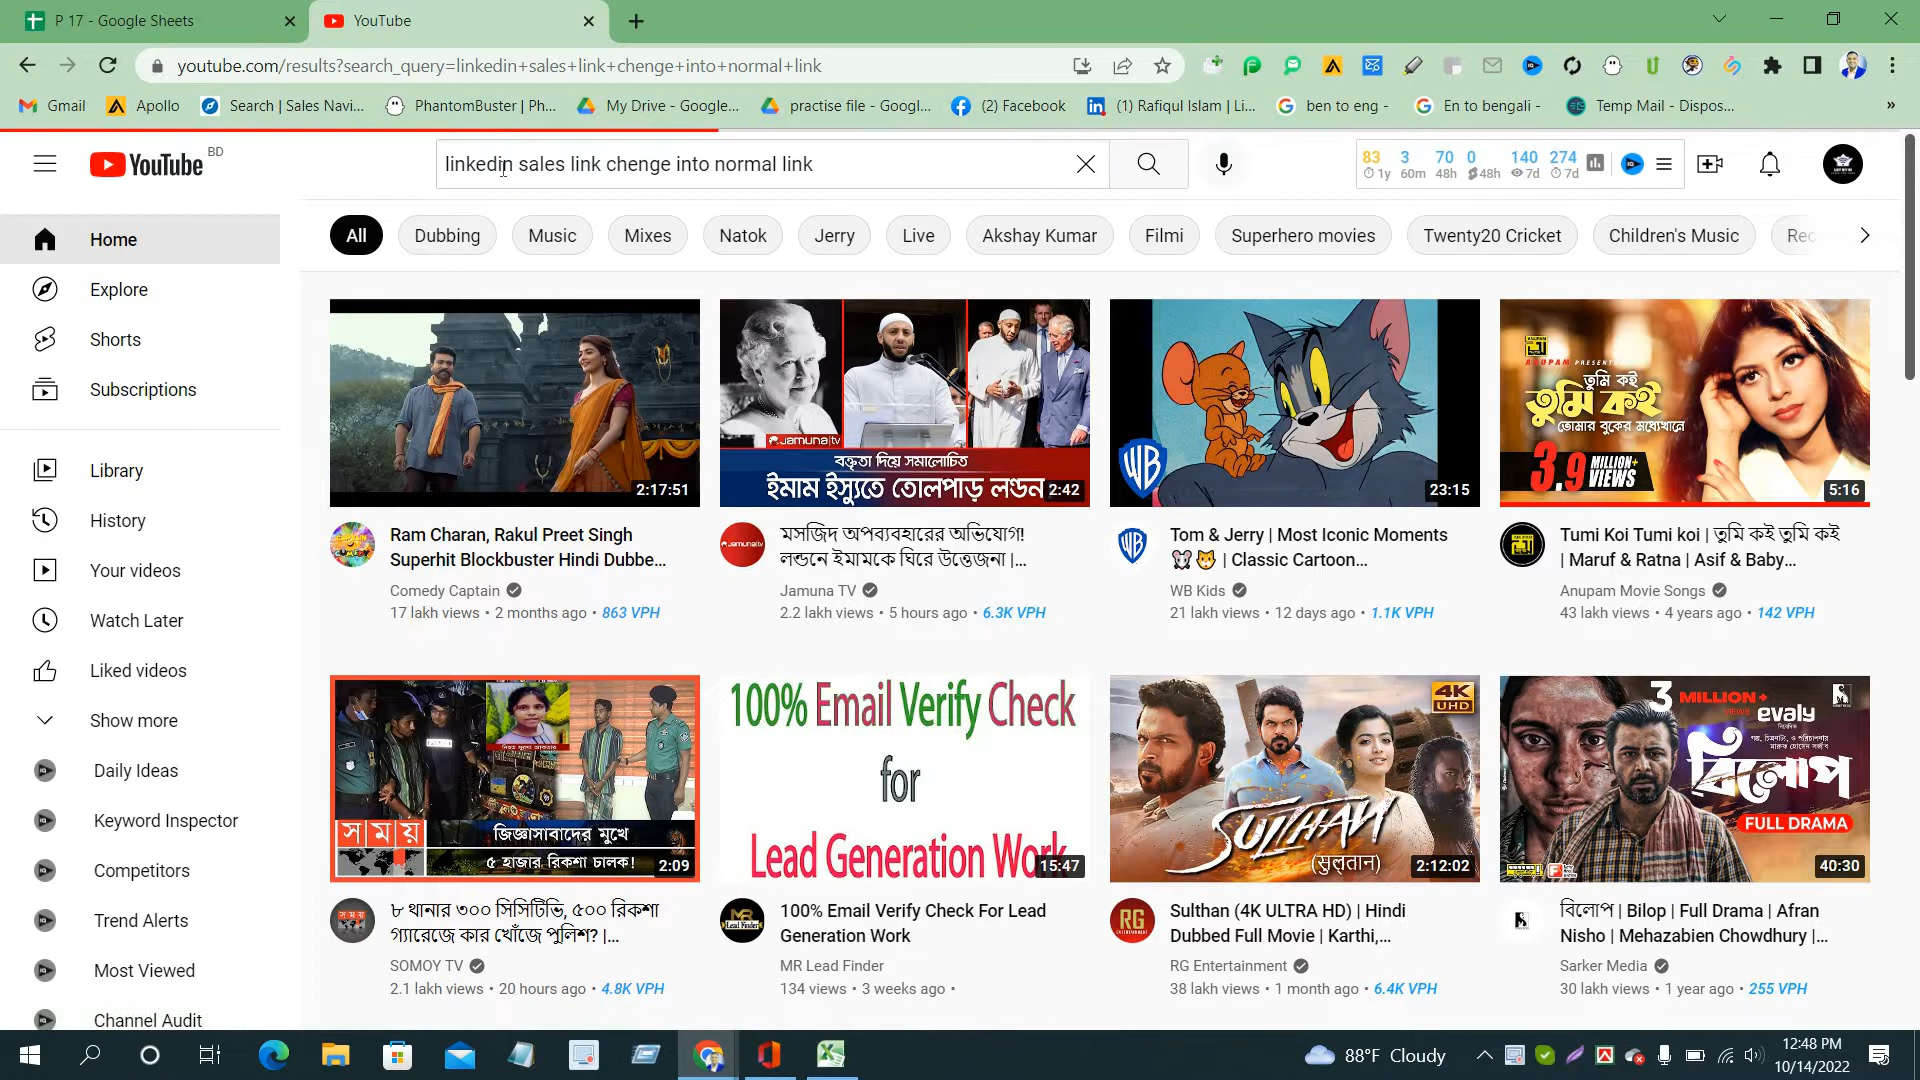 P 17 - Google Sheets
YouTube
youtube.com/results?search_query=linkedin+sales+link+chenge+into+normal+link
Gmail
Apollo
Search | Sales Navi...
PhantomBuster | Ph...
My Drive - Google...
practise file - Googl...
(2) Facebook
(1) Rafiqul Islam | Li...
ben to eng -
En to bengali -
Temp Mail - Dispos...
»
YouTube BD
linkedin sales link chenge into normal link
83 3 70 0 140 274
1y 60m 48h 48h 7d 7d
All
Dubbing
Music
Mixes
Natok
Jerry
Live
Akshay Kumar
Filmi
Superhero movies
Twenty20 Cricket
Children's Music
Rec
Home
Explore
Shorts
Subscriptions
Library
History
Your videos
Watch Later
Liked videos
Show more
Daily Ideas
Keyword Inspector
Competitors
Trend Alerts
Most Viewed
Channel Audit
2:17:51
Ram Charan, Rakul Preet Singh
Superhit Blockbuster Hindi Dubbe...
Comedy Captain
17 lakh views • 2 months ago • 863 VPH
JAMUNA|tv
বক্তৃতা দিয়ে সমালোচিত
ইমাম ইস্যুতে তোলপাড় লন্ডন
2:42
মসজিদ অপব্যবহারের অভিযোগ!
লন্ডনে ইমামকে ঘিরে উত্তেজনা |...
Jamuna TV
2.2 lakh views • 5 hours ago • 6.3K VPH
WB
23:15
Tom & Jerry | Most Iconic Moments
🐭🐱 | Classic Cartoon...
WB Kids
21 lakh views • 12 days ago • 1.1K VPH
ANUPAM PRESENTS
তুমি কই
তুমি কই
তোমার বুকের মধ্যেখানে
3.9 MILLION+
VIEWS
5:16
Tumi Koi Tumi koi | তুমি কই তুমি কই
| Maruf & Ratna | Asif & Baby...
Anupam Movie Songs
43 lakh views • 4 years ago • 142 VPH
সময়
জিজ্ঞাসাবাদের মুখে
৫ হাজার রিকশা চালক!
2:09
৮ থানার ৩০০ সিসিটিভি, ৫০০ রিকশা
গ্যারেজে কার খোঁজে পুলিশ? |...
SOMOY TV
2.1 lakh views • 20 hours ago • 4.8K VPH
100% Email Verify Check
for
Lead Generation Work
15:47
MR
Lead Finder
100% Email Verify Check For Lead
Generation Work
MR Lead Finder
134 views • 3 weeks ago •
4K
UHD
SULTHAN
(सुल्तान)
2:12:02
RG
Sulthan (4K ULTRA HD) | Hindi
Dubbed Full Movie | Karthi,...
RG Entertainment
38 lakh views • 1 month ago • 6.4K VPH
3 MILLION+
VIEWS
evaly
বিলোপ
FULL DRAMA
40:30
বিলোপ | Bilop | Full Drama | Afran
Nisho | Mehazabien Chowdhury |...
Sarker Media
30 lakh views • 1 year ago • 255 VPH
88°F Cloudy
12:48 PM
10/14/2022